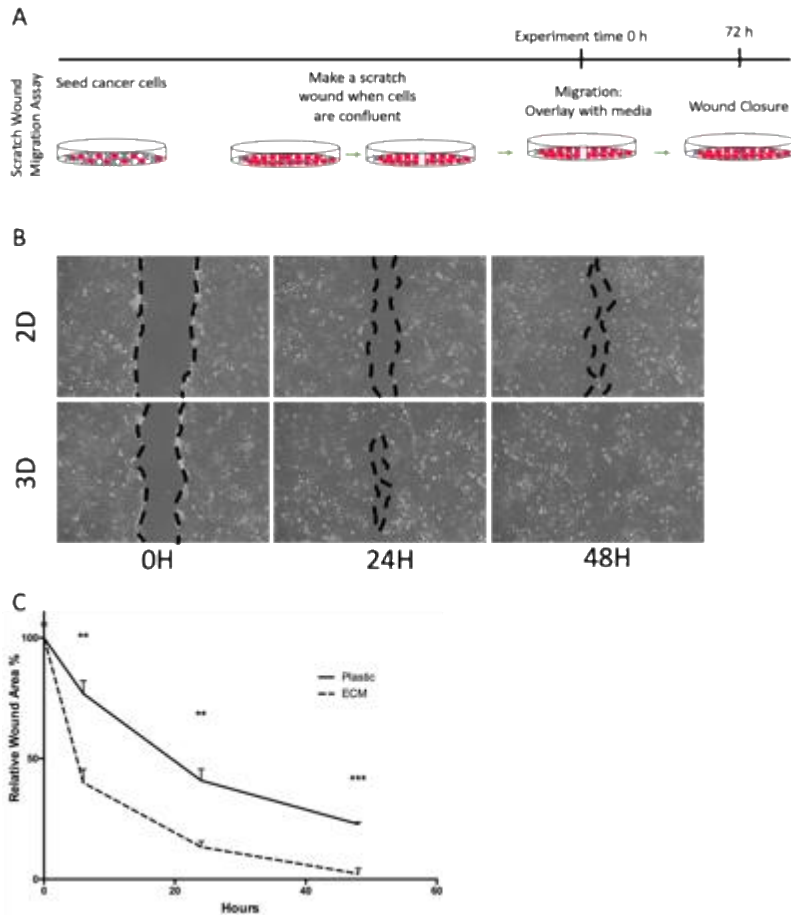 A
Experiment time 0 h
72 h
Scratch Wound
Migration Assay
Seed cancer cells
Make a scratch
wound when cells
are confluent
Migration:
Overlay with media
Wound Closure
B
2D
3D
0H
24H
48H
C
Relative Wound Area %
100
50
0
**
**
***
Plastic
ECM
0
20
40
60
Hours